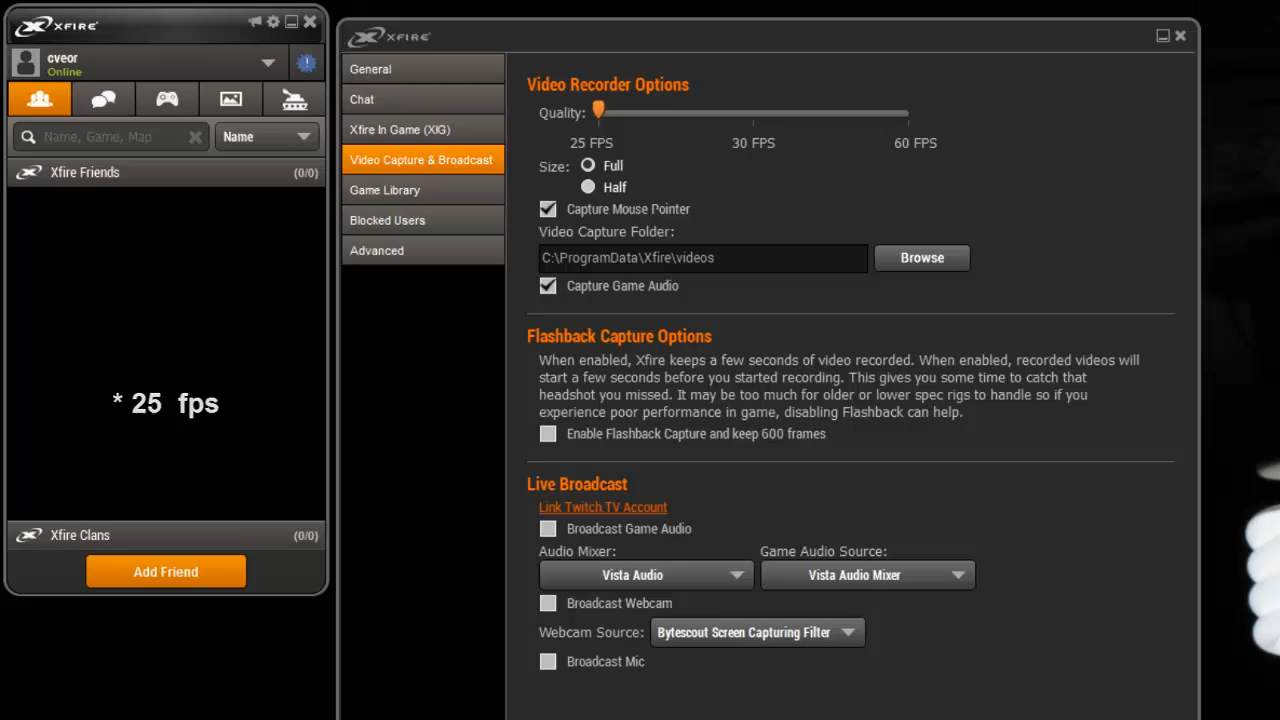 XFIRE
cveor
Online
Name, Game, Map
Name
Xfire Friends
(0/0)
* 25 fps
Xfire Clans
(0/0)
Add Friend
XFIRE
General
Chat
Xfire In Game (XIG)
Video Capture & Broadcast
Game Library
Blocked Users
Advanced
Video Recorder Options
Quality:
25 FPS
30 FPS
60 FPS
Size:
Full
Half
Capture Mouse Pointer
Video Capture Folder:
C:\ProgramData\Xfire\videos
Browse
Capture Game Audio
Flashback Capture Options
When enabled, Xfire keeps a few seconds of video recorded. When enabled, recorded videos will
start a few seconds before you started recording. This gives you some time to catch that
headshot you missed. It may be too much for older or lower spec rigs to handle so if you
experience poor performance in game, disabling Flashback can help.
Enable Flashback Capture and keep 600 frames
Live Broadcast
Link Twitch.TV Account
Broadcast Game Audio
Audio Mixer:
Game Audio Source:
Vista Audio
Vista Audio Mixer
Broadcast Webcam
Webcam Source:
Bytescout Screen Capturing Filter
Broadcast Mic